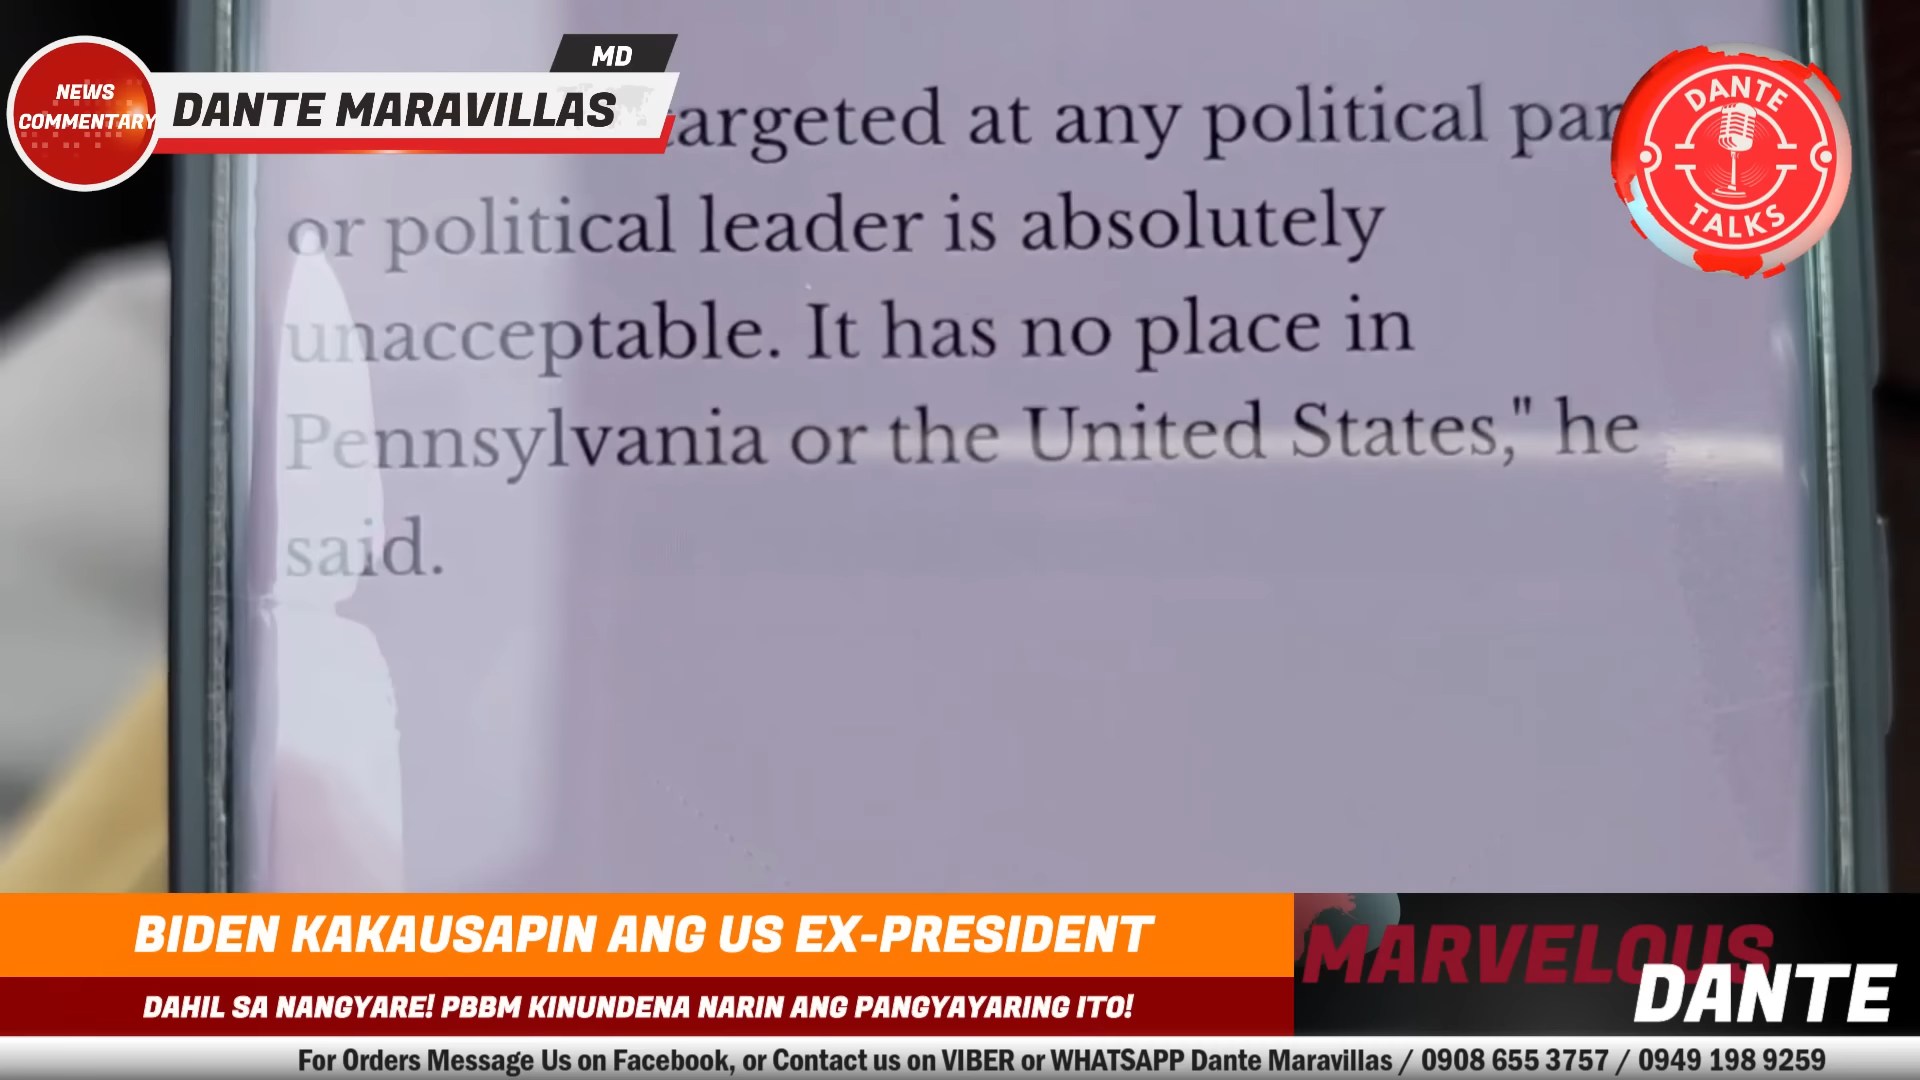 MD
NEWS
COMMENTARY
DANTE MARAVILLAS
DANTE
TALKS
targeted at any political
or political leader is absolutely
unacceptable. It has no place in
Pennsylvania or the United States," he
said.
BIDEN KAKAUSAPIN ANG US EX-PRESIDENT
DAHIL SA NANGYARE! PBBM KINUNDENA NARIN ANG PANGYAYARING ITO!
MARVELOUS
DANTE
For Orders Message Us on Facebook, or Contact us on VIBER or WHATSAPP Dante Maravillas / 0908 655 3757 / 0949 198 9259